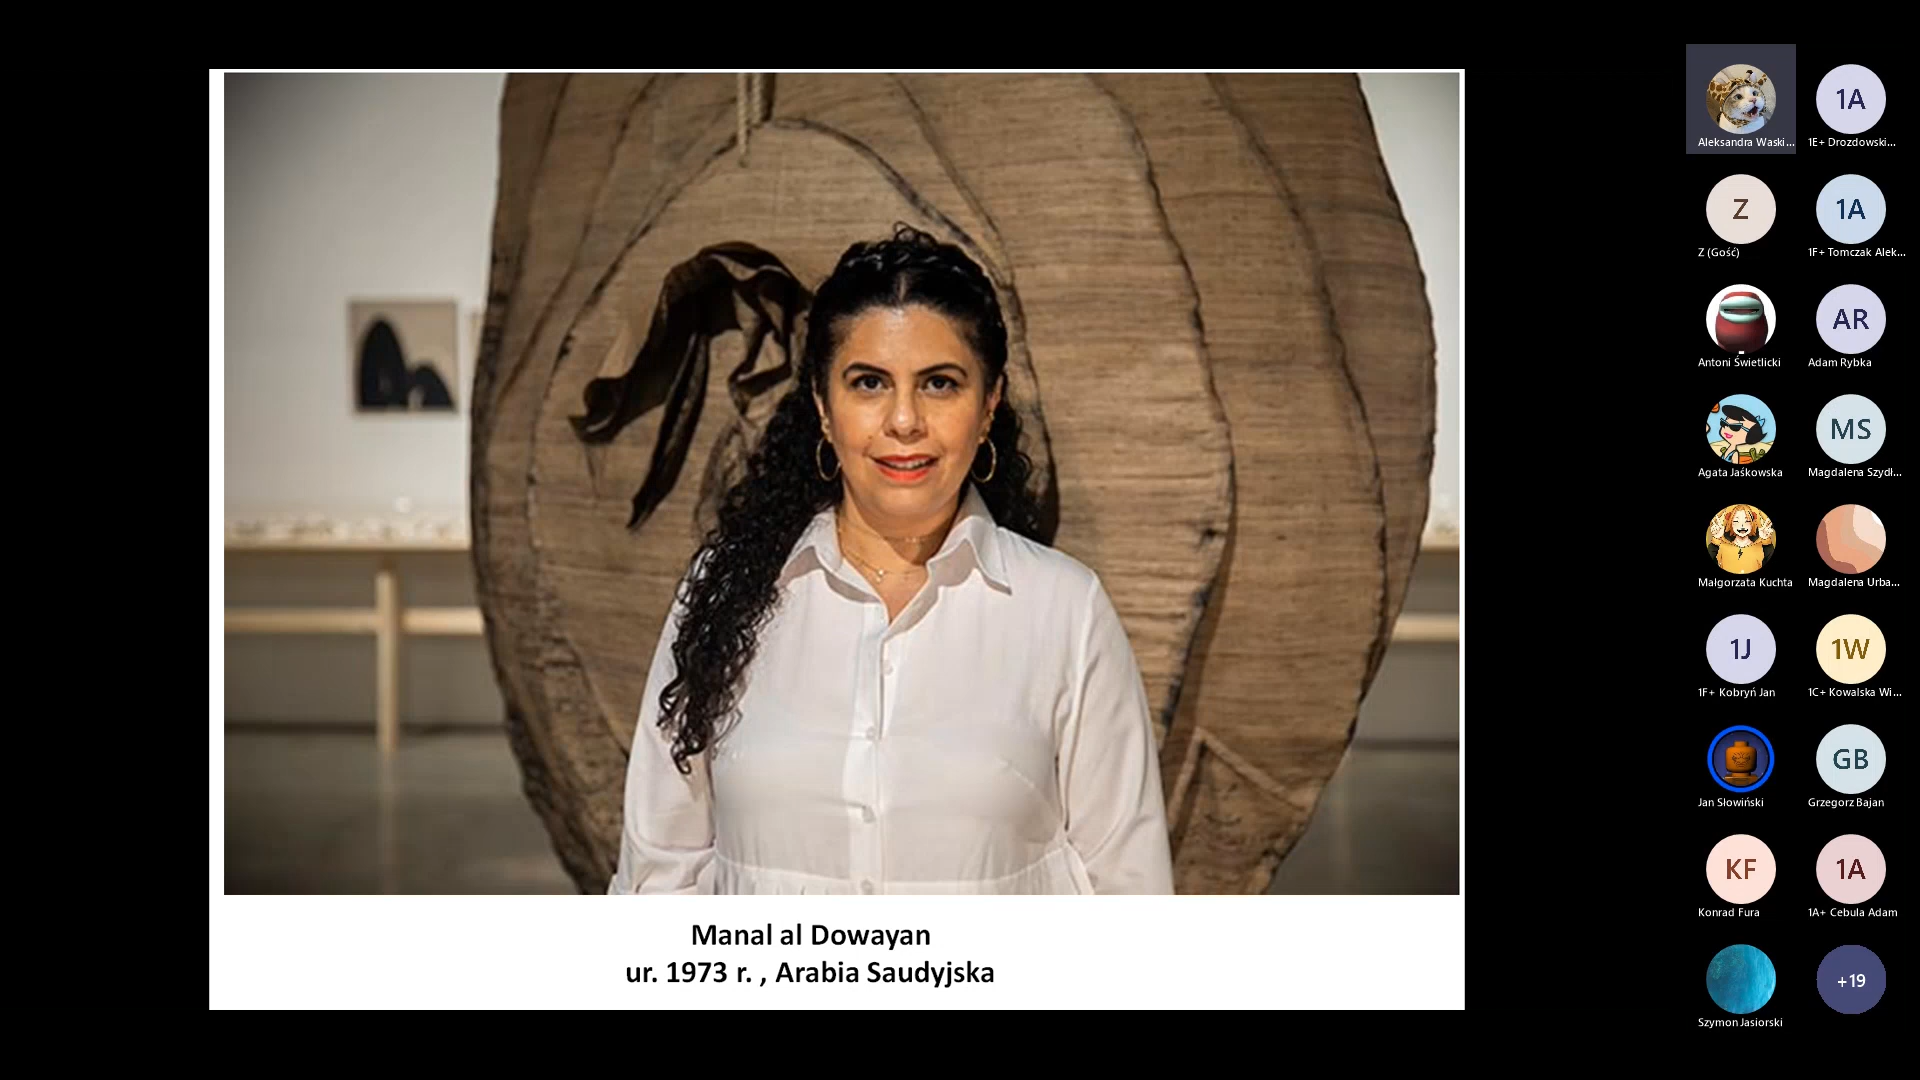 Manal al Dowayan
ur. 1973 r. , Arabia Saudyjska
Aleksandra Waski...
1A
1E+ Drozdowski...
Z
Z (Gość)
1A
1F+ Tomczak Alek...
Antoni Świetlicki
AR
Adam Rybka
Agata Jaśkowska
MS
Magdalena Szydł...
Małgorzata Kuchta
Magdalena Urba...
1J
1F+ Kobryń Jan
1W
1C+ Kowalska Wi...
Jan Słowiński
GB
Grzegorz Bajan
KF
Konrad Fura
1A
1A+ Cebula Adam
Szymon Jasiorski
+19